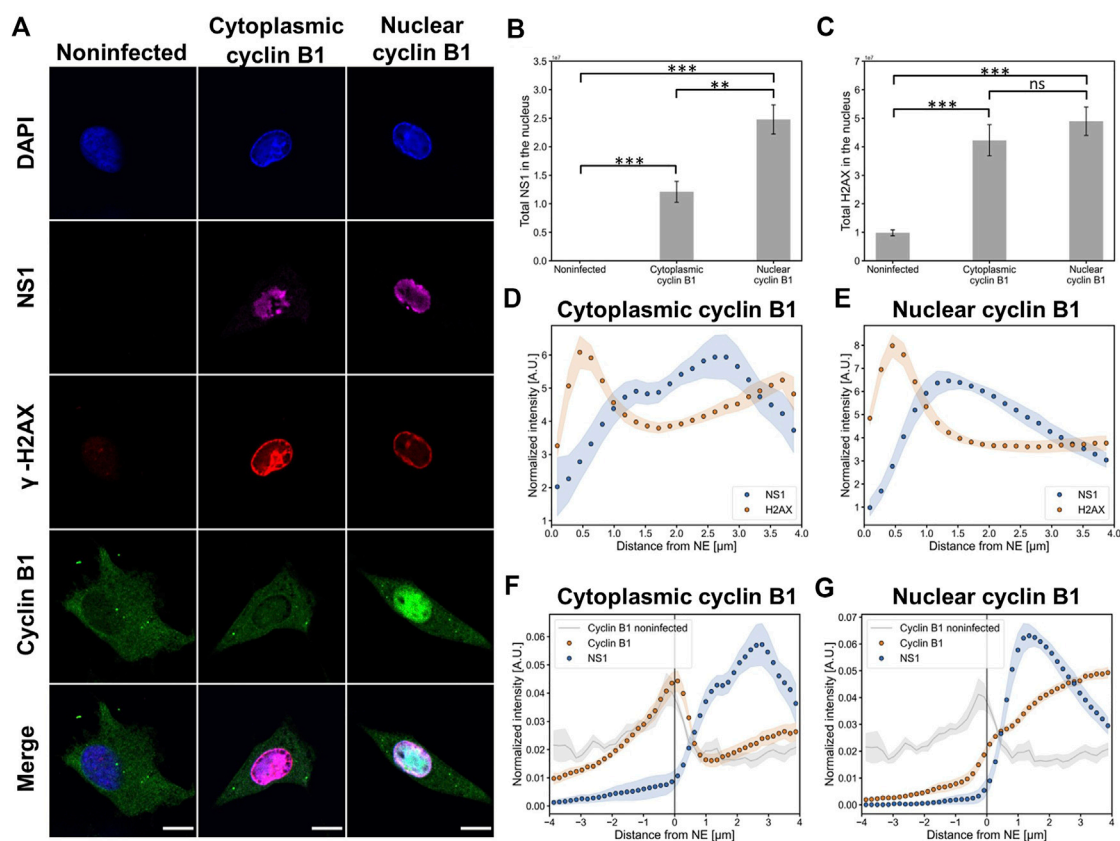 A
Noninfected
Cytoplasmic
cyclin B1
Nuclear
cyclin B1
DAPI
NS1
γ -H2AX
Cyclin B1
Merge
B
1e7
Total NS1 in the nucleus
3.5
3.0
2.5
2.0
1.5
1.0
0.5
0
***
**
***
Noninfected
Cytoplasmic
cyclin B1
Nuclear
cyclin B1
C
1e7
Total H2AX in the nucleus
7
6
5
4
3
2
1
0
***
ns
***
Noninfected
Cytoplasmic
cyclin B1
Nuclear
cyclin B1
D
Cytoplasmic cyclin B1
Normalized intensity [A.U.]
6
5
4
3
2
1
NS1
H2AX
0.0 0.5 1.0 1.5 2.0 2.5 3.0 3.5 4.0
Distance from NE [µm]
E
Nuclear cyclin B1
Normalized intensity [A.U.]
8
7
6
5
4
3
2
1
NS1
H2AX
0.0 0.5 1.0 1.5 2.0 2.5 3.0 3.5 4.0
Distance from NE [µm]
F
Cytoplasmic cyclin B1
Normalized intensity [A.U.]
0.06
0.05
0.04
0.03
0.02
0.01
0.00
Cyclin B1 noninfected
Cyclin B1
NS1
−4 −3 −2 −1 0 1 2 3 4
Distance from NE [µm]
G
Nuclear cyclin B1
Normalized intensity [A.U.]
0.07
0.06
0.05
0.04
0.03
0.02
0.01
0.00
Cyclin B1 noninfected
Cyclin B1
NS1
−4 −3 −2 −1 0 1 2 3 4
Distance from NE [µm]